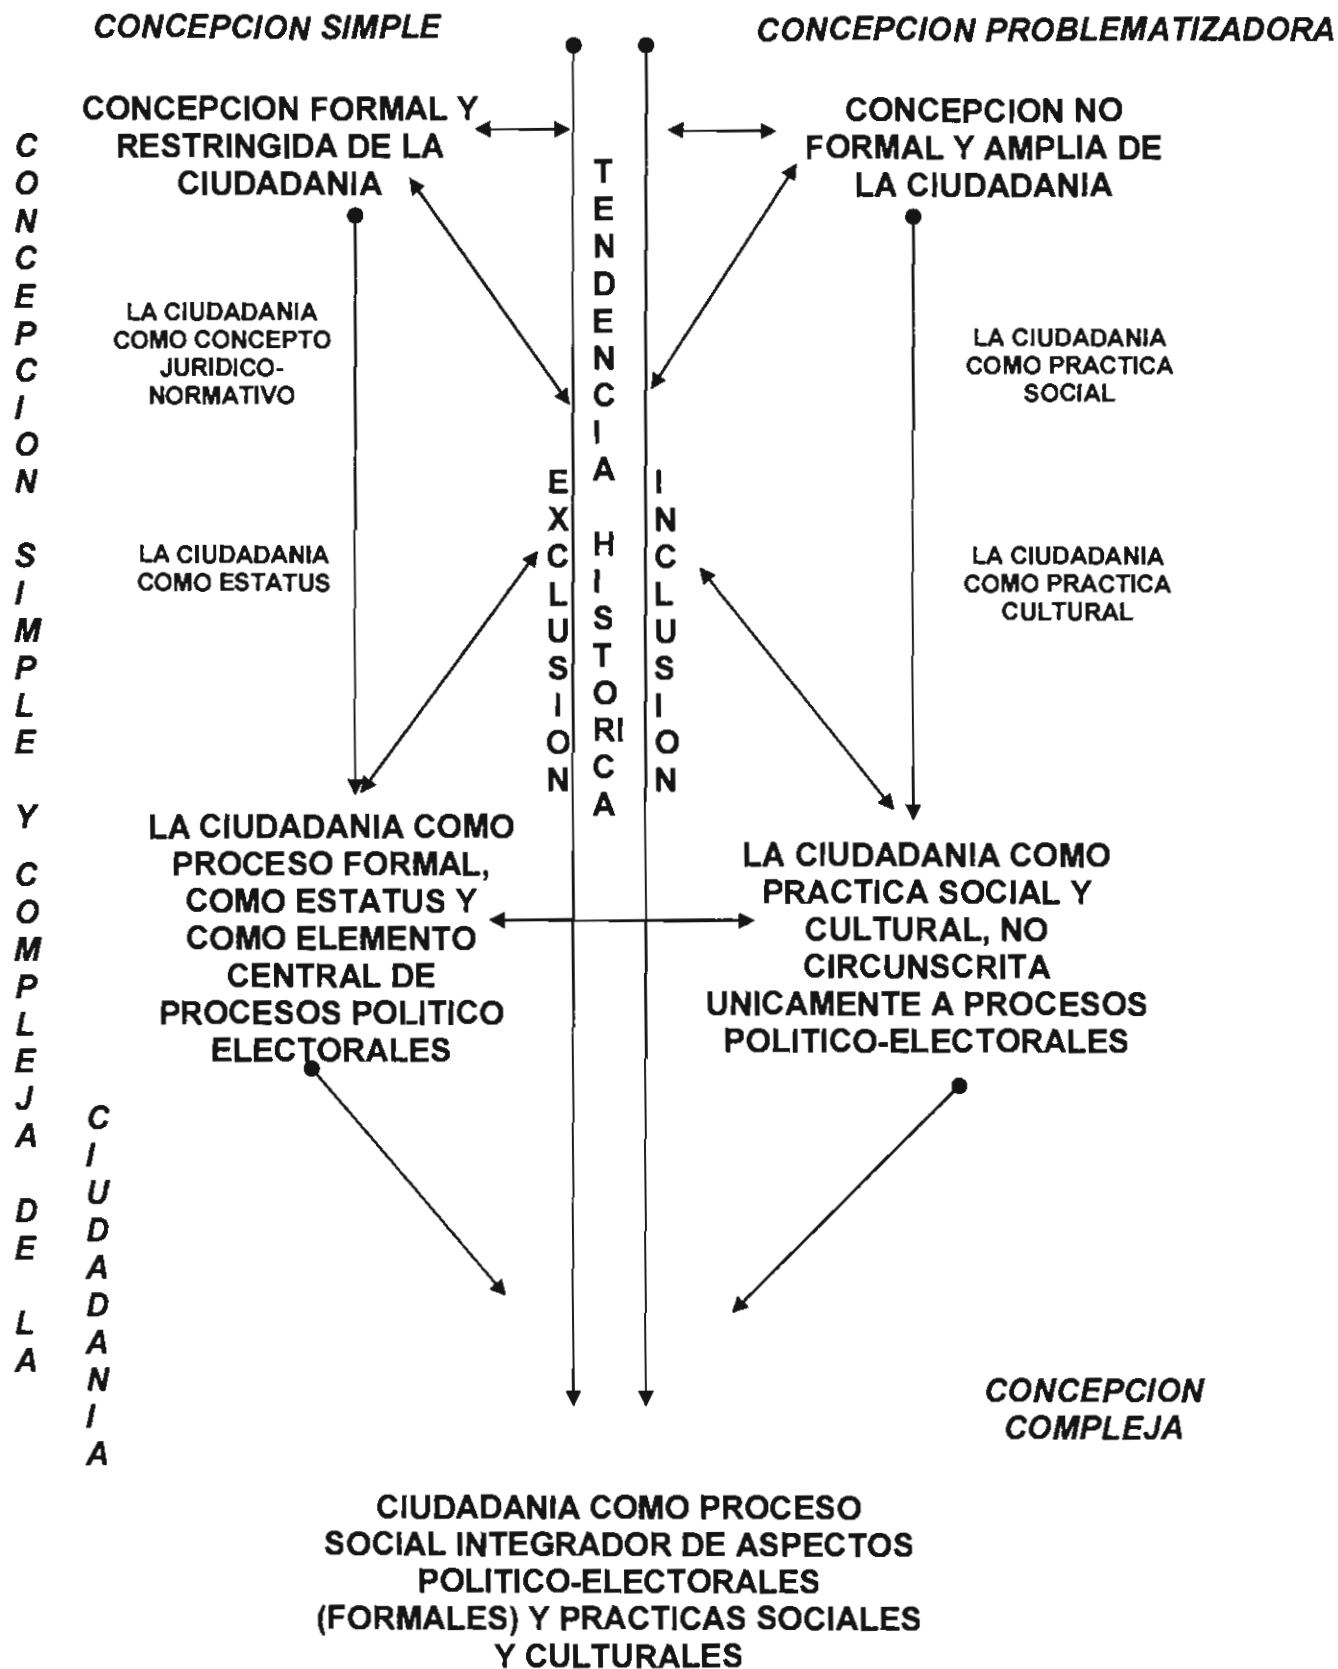 CONCEPCION SIMPLE
CONCEPCION PROBLEMATIZADORA
CONCEPCION SIMPLE Y COMPLEJA DE LA
CIUDADANIA
CONCEPCION FORMAL Y
RESTRINGIDA DE LA
CIUDADANIA
LA CIUDADANIA
COMO CONCEPTO
JURIDICO-
NORMATIVO
LA CIUDADANIA
COMO ESTATUS
LA CIUDADANIA COMO
PROCESO FORMAL,
COMO ESTATUS Y
COMO ELEMENTO
CENTRAL DE
PROCESOS POLITICO
ELECTORALES
EXCLUSION
TENDENCIA HISTORICA
INCLUSION
CONCEPCION NO
FORMAL Y AMPLIA DE
LA CIUDADANIA
LA CIUDADANIA
COMO PRACTICA
SOCIAL
LA CIUDADANIA
COMO PRACTICA
CULTURAL
LA CIUDADANIA COMO
PRACTICA SOCIAL Y
CULTURAL, NO
CIRCUNSCRITA
UNICAMENTE A PROCESOS
POLITICO-ELECTORALES
CONCEPCION
COMPLEJA
CIUDADANIA COMO PROCESO
SOCIAL INTEGRADOR DE ASPECTOS
POLITICO-ELECTORALES
(FORMALES) Y PRACTICAS SOCIALES
Y CULTURALES